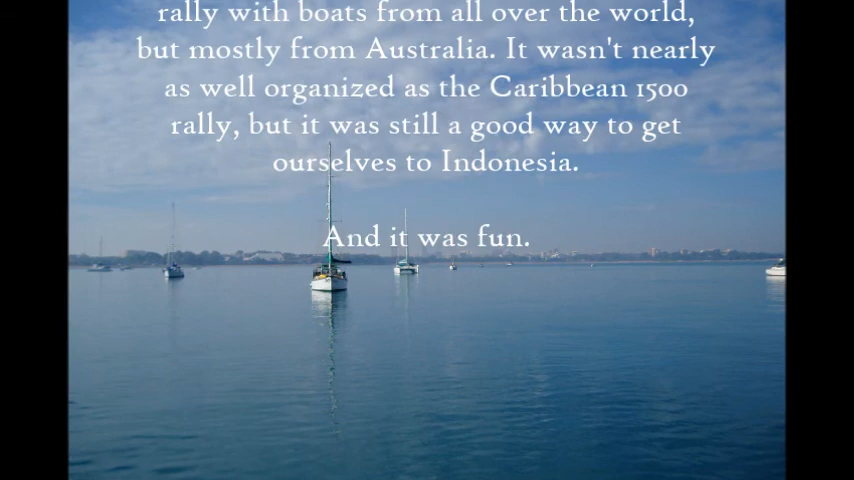 rally with boats from all over the world,
but mostly from Australia. It wasn't nearly
as well organized as the Caribbean 1500
rally, but it was still a good way to get
ourselves to Indonesia.
And it was fun.